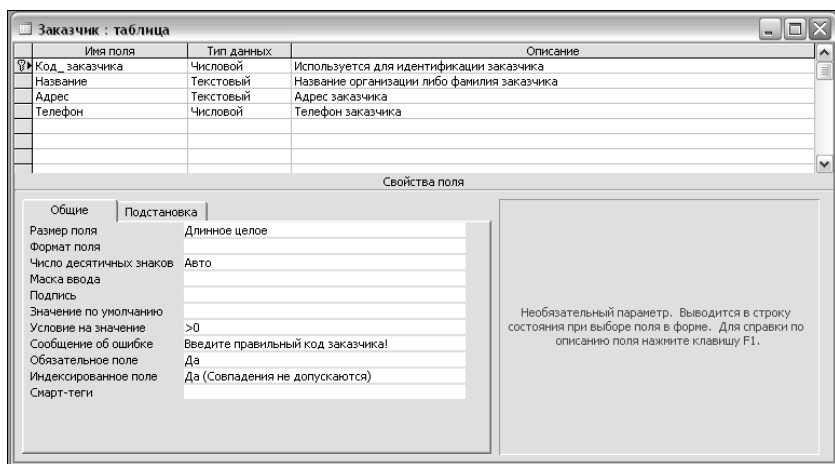 Заказчик : таблица
Имя поля Тип данных Описание
Код_заказчика Числовой Используется для идентификации заказчика
Название Текстовый Название организации либо фамилия заказчика
Адрес Текстовый Адрес заказчика
Телефон Числовой Телефон заказчика
Свойства поля
Общие Подстановка
Размер поля Длинное целое
Формат поля
Число десятичных знаков Авто
Маска ввода
Подпись
Значение по умолчанию
Условие на значение >0
Сообщение об ошибке Введите правильный код заказчика!
Обязательное поле Да
Индексированное поле Да (Совпадения не допускаются)
Смарт-теги
Необязательный параметр. Выводится в строку
состояния при выборе поля в форме. Для справки по
описанию поля нажмите клавишу F1.